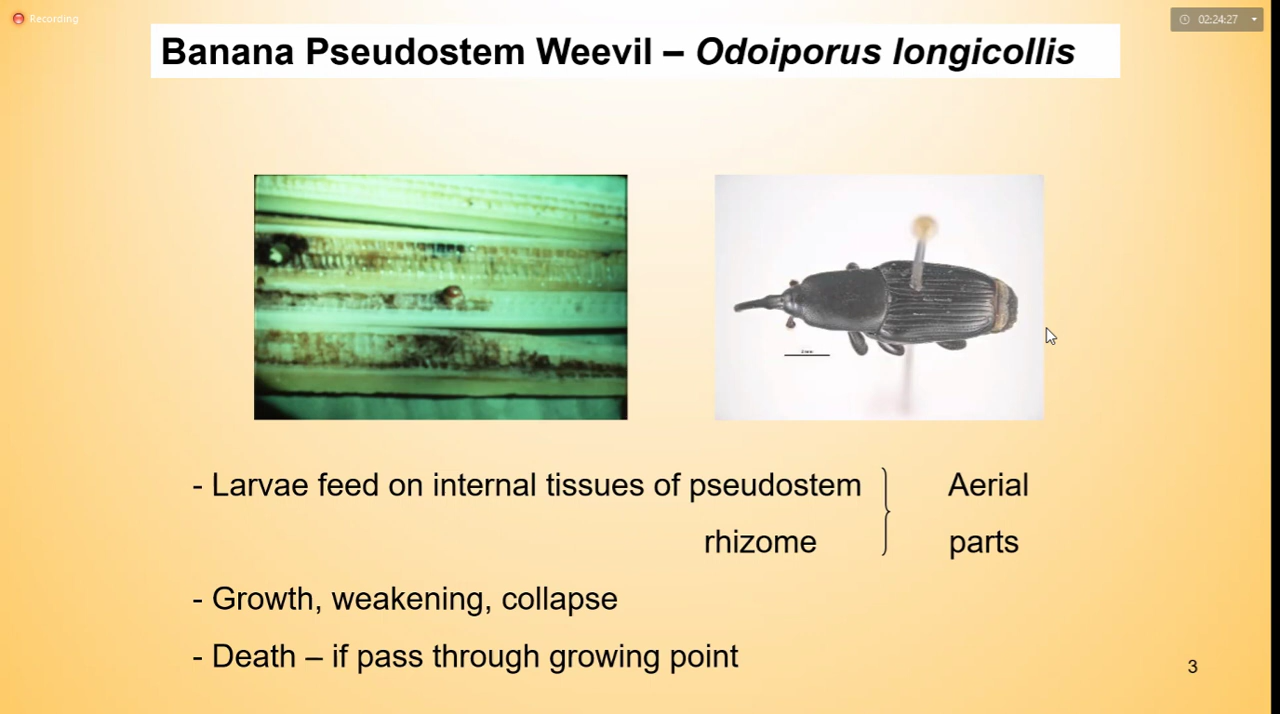 Recording
02:24:27
Banana Pseudostem Weevil – Odoiporus longicollis
- Larvae feed on internal tissues of pseudostem Aerial
rhizome parts
- Growth, weakening, collapse
- Death – if pass through growing point
3